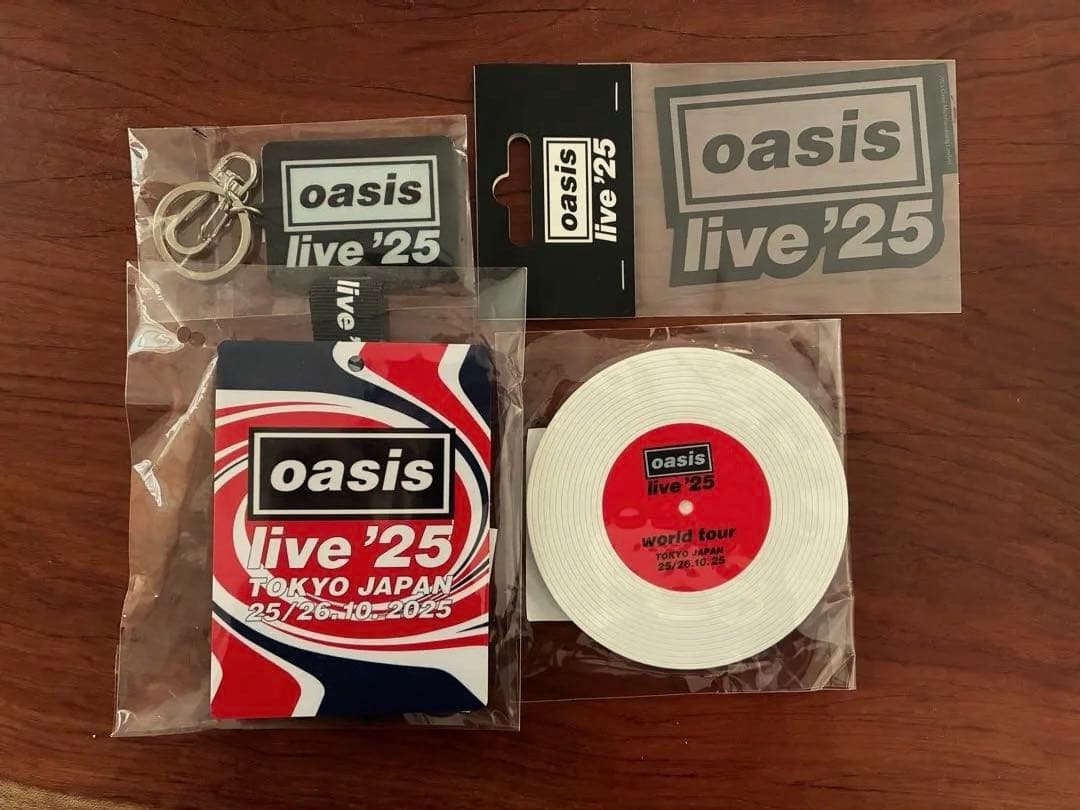 oasis
live '25
oasis
live '25
oasis
live '25
live '
oasis
live '25
TOKYO JAPAN
25/26.10.2025
oasis
live '25
world tour
TOKYO JAPAN
25/26.10.25